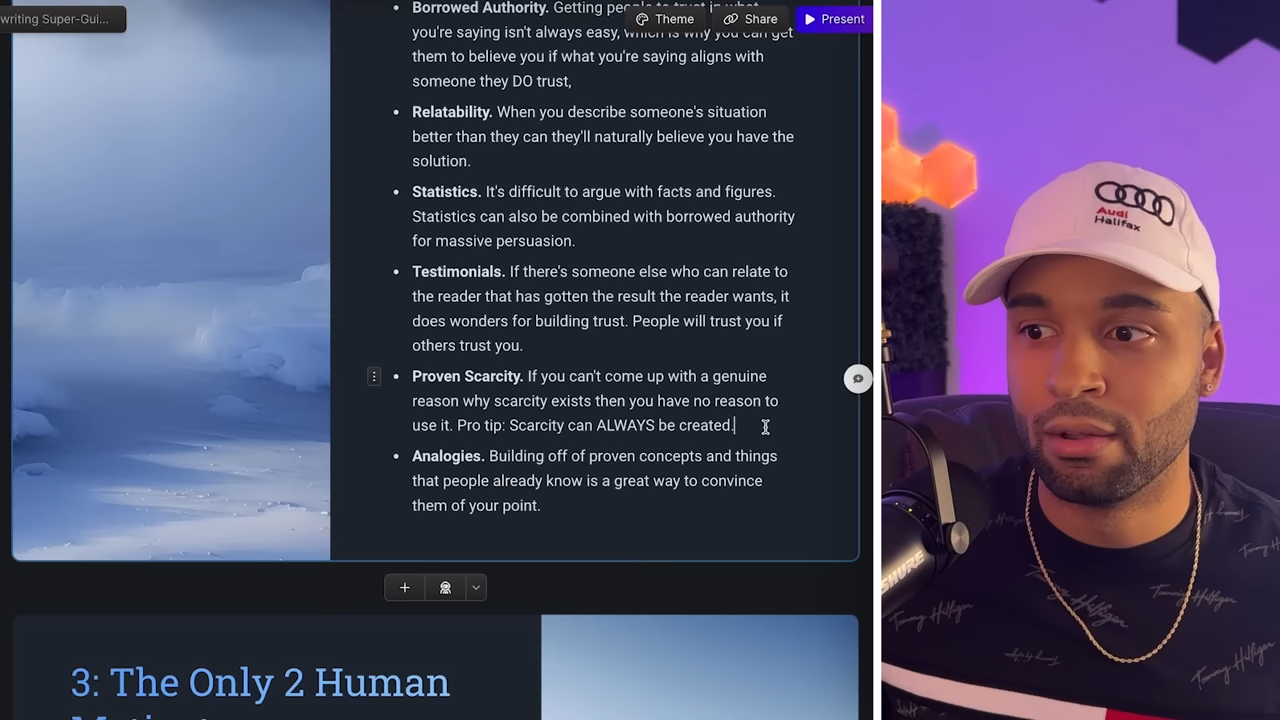 writing Super-Gui...
Theme
Share
Present
Borrowed Authority. Getting people to trust in what
you're saying isn't always easy, which is why you can get
them to believe you if what you're saying aligns with
someone they DO trust,
Relatability. When you describe someone's situation
better than they can they'll naturally believe you have the
solution.
Statistics. It's difficult to argue with facts and figures.
Statistics can also be combined with borrowed authority
for massive persuasion.
Testimonials. If there's someone else who can relate to
the reader that has gotten the result the reader wants, it
does wonders for building trust. People will trust you if
others trust you.
Proven Scarcity. If you can't come up with a genuine
reason why scarcity exists then you have no reason to
use it. Pro tip: Scarcity can ALWAYS be created.
Analogies. Building off of proven concepts and things
that people already know is a great way to convince
them of your point.
3: The Only 2 Human
Audi
Halifax
SHURE
Tommy Hilfiger
Tommy Hilfiger
Tommy Hilfiger